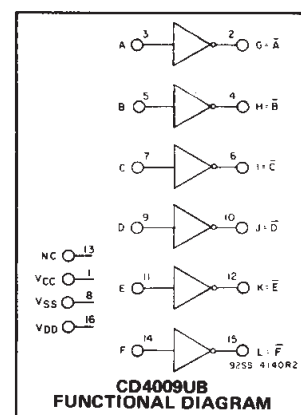 A 3 2 G=A̅
B 5 4 H=B̅
C 7 6 I=C̅
D 9 10 J=D̅
NC 13
VCC 1
E 11 12 K=E̅
VSS 8
VDD 16
F 14 15 L=F̅
92SS 4140R2
CD4009UB
FUNCTIONAL DIAGRAM